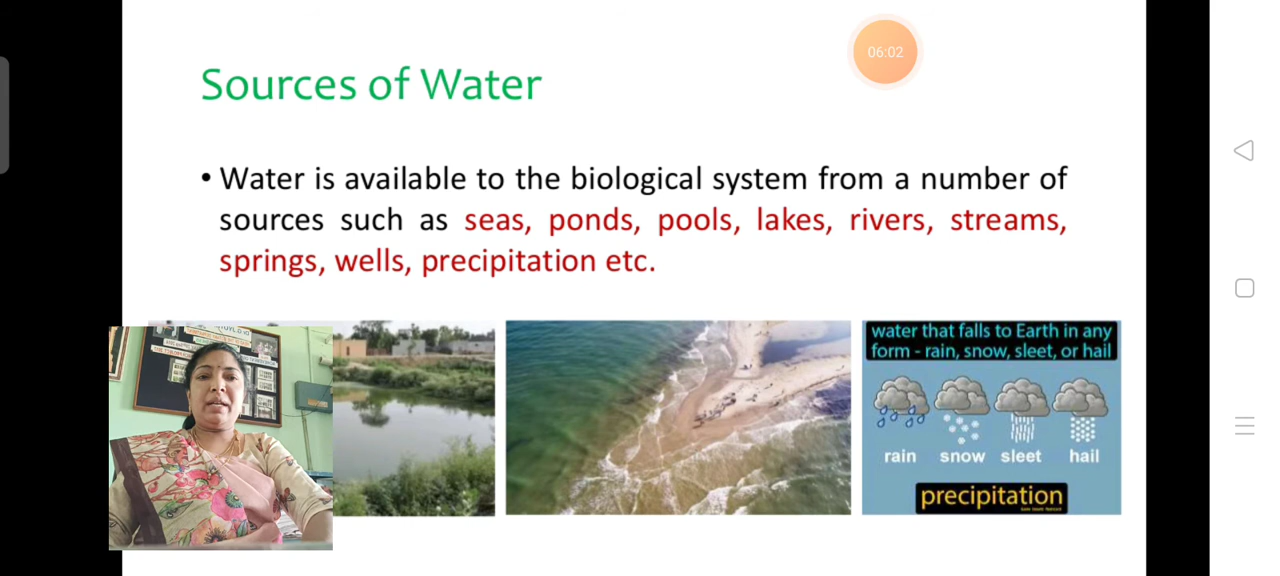 06:02
Sources of Water
• Water is available to the biological system from a number of
sources such as seas, ponds, pools, lakes, rivers, streams,
springs, wells, precipitation etc.
water that falls to Earth in any
form - rain, snow, sleet, or hail
rain snow sleet hail
precipitation